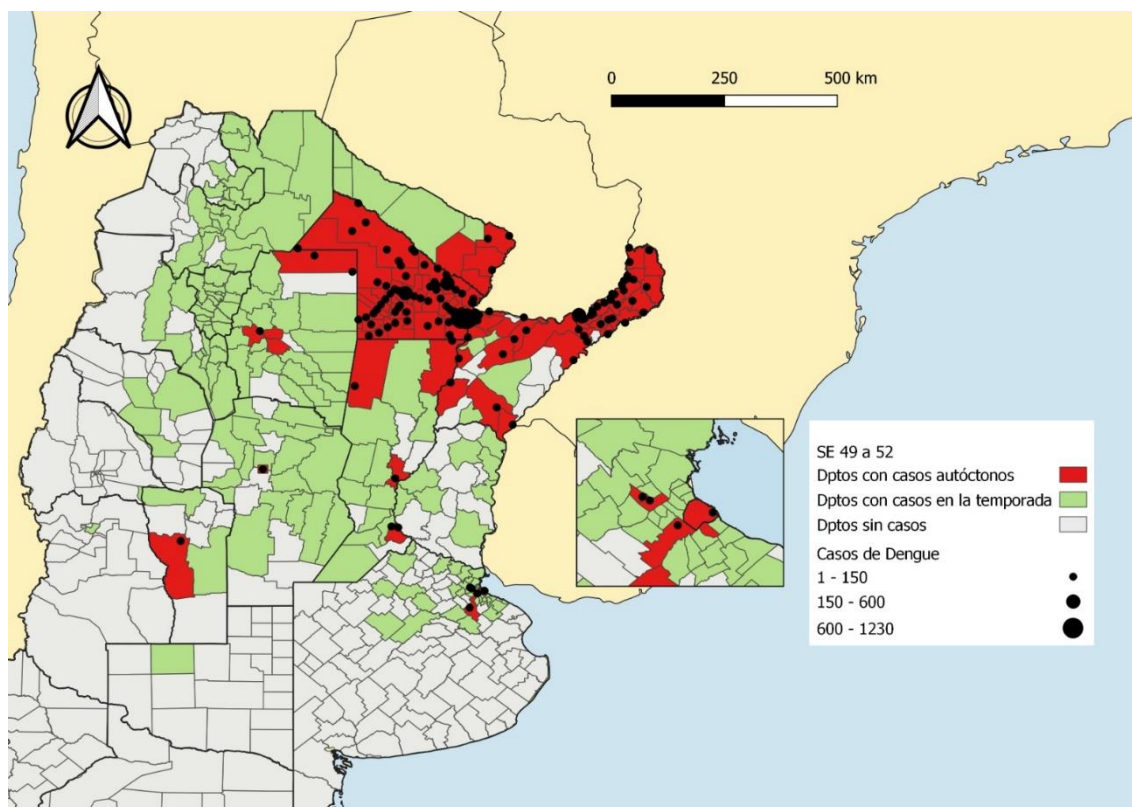 0 250 500 km
SE 49 a 52
Dptos con casos autóctonos
Dptos con casos en la temporada
Dptos sin casos
Casos de Dengue
1 - 150
150 - 600
600 - 1230